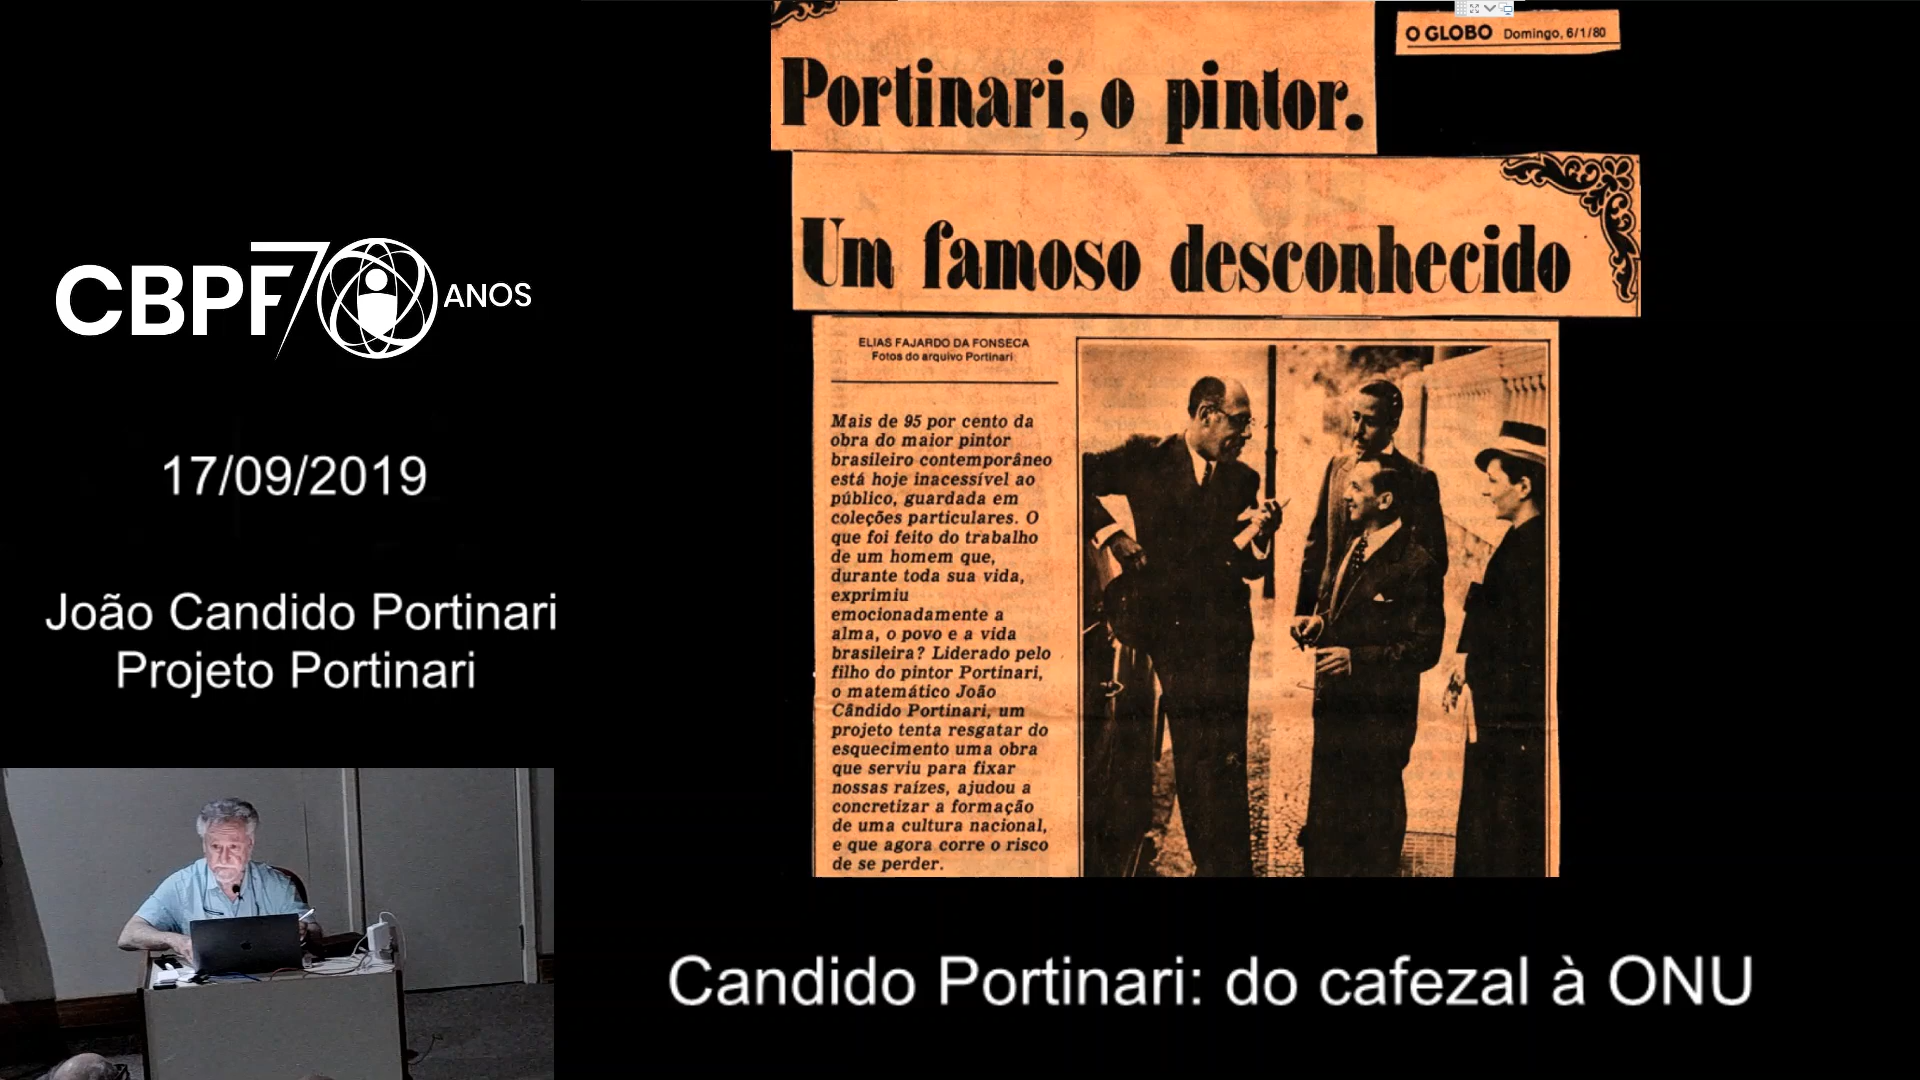 CBPF 70 ANOS
17/09/2019
João Candido Portinari
Projeto Portinari
O GLOBO Domingo, 6/1/80
Portinari, o pintor.
Um famoso desconhecido
ELIAS FAJARDO DA FONSECA
Fotos do arquivo Portinari
Mais de 95 por cento da
obra do maior pintor
brasileiro contemporâneo
está hoje inacessível ao
público, guardada em
coleções particulares. O
que foi feito do trabalho
de um homem que,
durante toda sua vida,
exprimiu
emocionadamente a
alma, o povo e a vida
brasileira? Liderado pelo
filho do pintor Portinari,
o matemático João
Cândido Portinari, um
projeto tenta resgatar do
esquecimento uma obra
que serviu para fixar
nossas raízes, ajudou a
concretizar a formação
de uma cultura nacional,
e que agora corre o risco
de se perder.
Candido Portinari: do cafezal à ONU